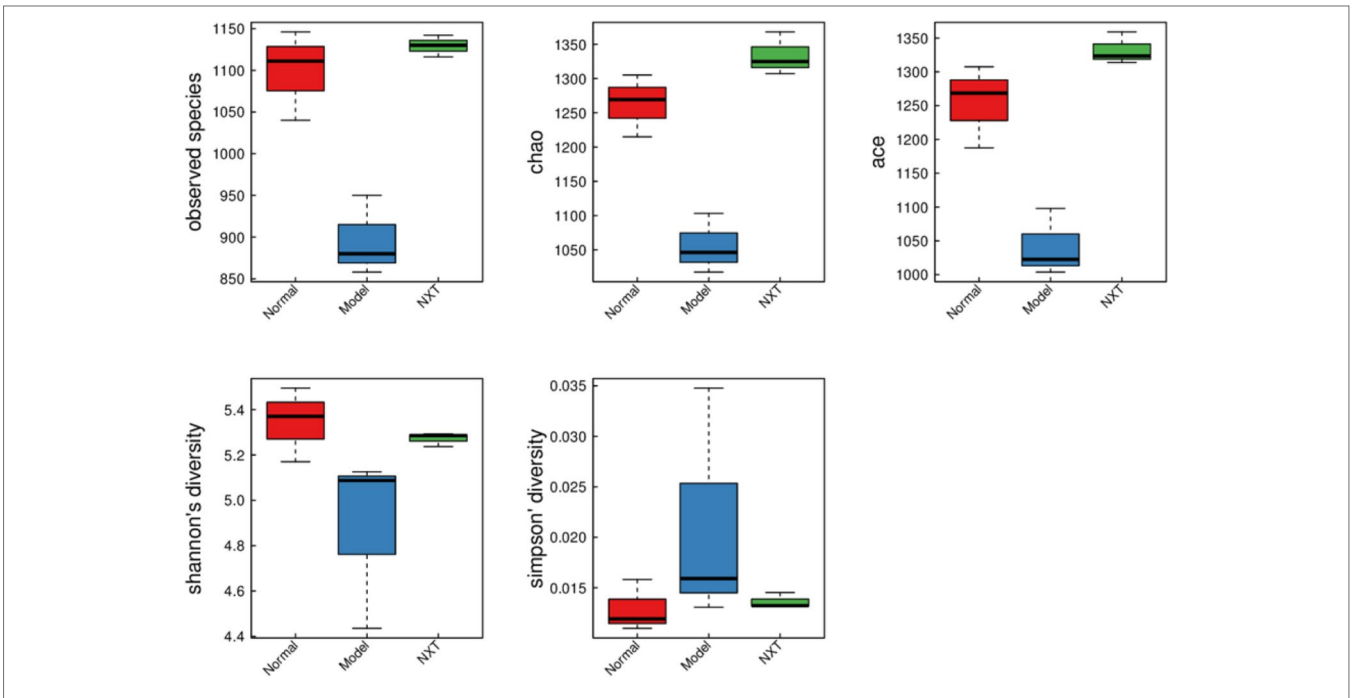 observed species
1150
1100
1050
1000
950
900
850
Normal
Model
NXT
chao
1350
1300
1250
1200
1150
1100
1050
Normal
Model
NXT
ace
1350
1300
1250
1200
1150
1100
1050
1000
Normal
Model
NXT
shannon's diversity
5.4
5.2
5.0
4.8
4.6
4.4
Normal
Model
NXT
simpson' diversity
0.035
0.030
0.025
0.020
0.015
Normal
Model
NXT